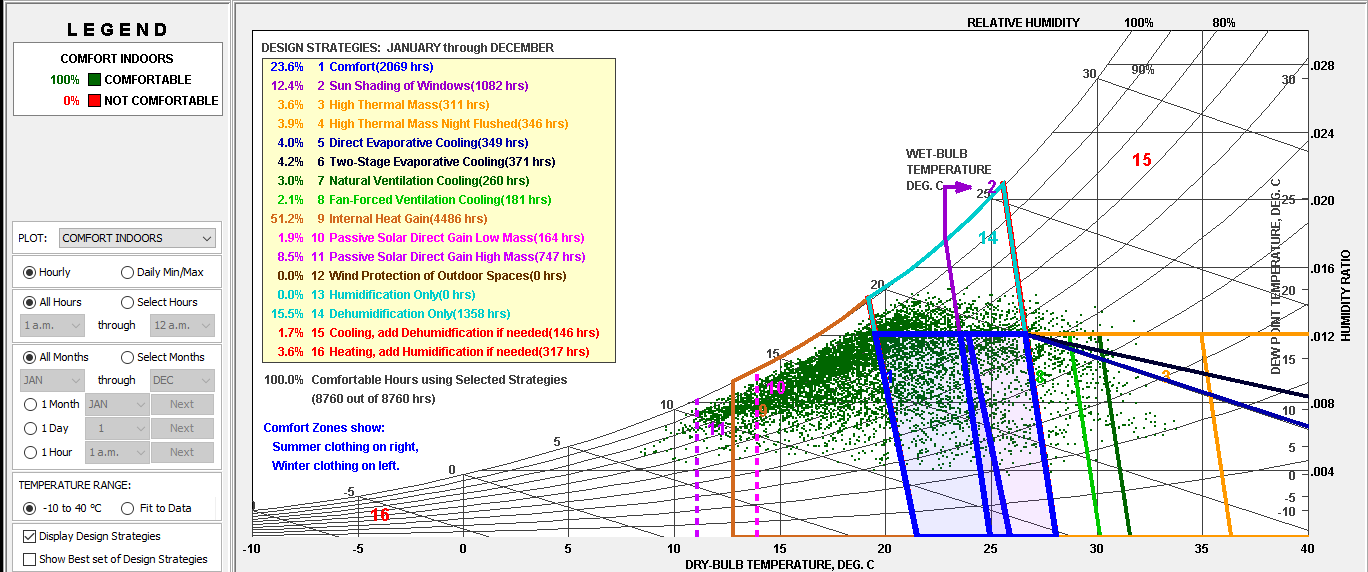 LEGEND
COMFORT INDOORS
100% COMFORTABLE
0% NOT COMFORTABLE
PLOT: COMFORT INDOORS
Hourly Daily Min/Max
All Hours Select Hours
1 a.m. through 12 a.m.
All Months Select Months
JAN through DEC
1 Month JAN Next
1 Day 1 Next
1 Hour 1 a.m. Next
TEMPERATURE RANGE:
-10 to 40 °C Fit to Data
Display Design Strategies
Show Best set of Design Strategies
RELATIVE HUMIDITY 100% 80%
DESIGN STRATEGIES: JANUARY through DECEMBER
23.6% 1 Comfort(2069 hrs)
12.4% 2 Sun Shading of Windows(1082 hrs)
3.6% 3 High Thermal Mass(311 hrs)
3.9% 4 High Thermal Mass Night Flushed(346 hrs)
4.0% 5 Direct Evaporative Cooling(349 hrs)
4.2% 6 Two-Stage Evaporative Cooling(371 hrs)
3.0% 7 Natural Ventilation Cooling(260 hrs)
2.1% 8 Fan-Forced Ventilation Cooling(181 hrs)
51.2% 9 Internal Heat Gain(4486 hrs)
1.9% 10 Passive Solar Direct Gain Low Mass(164 hrs)
8.5% 11 Passive Solar Direct Gain High Mass(747 hrs)
0.0% 12 Wind Protection of Outdoor Spaces(0 hrs)
0.0% 13 Humidification Only(0 hrs)
15.5% 14 Dehumidification Only(1358 hrs)
1.7% 15 Cooling, add Dehumidfication if needed(146 hrs)
3.6% 16 Heating, add Humidification if needed(317 hrs)
100.0% Comfortable Hours using Selected Strategies
(8760 out of 8760 hrs)
Comfort Zones show:
Summer clothing on right,
Winter clothing on left.
WET-BULB
TEMPERATURE
DEG. C
90%
30
25
20
15
10
5
0
-5
2
14
15
16
10
9
11
3
30
25
20
15
10
5
0
-5
-10
DEW POINT TEMPERATURE, DEG. C
.028
.024
.020
.016
.012
.008
.004
HUMIDITY RATIO
-10 -5 0 5 10 15 20 25 30 35 40
DRY-BULB TEMPERATURE, DEG. C